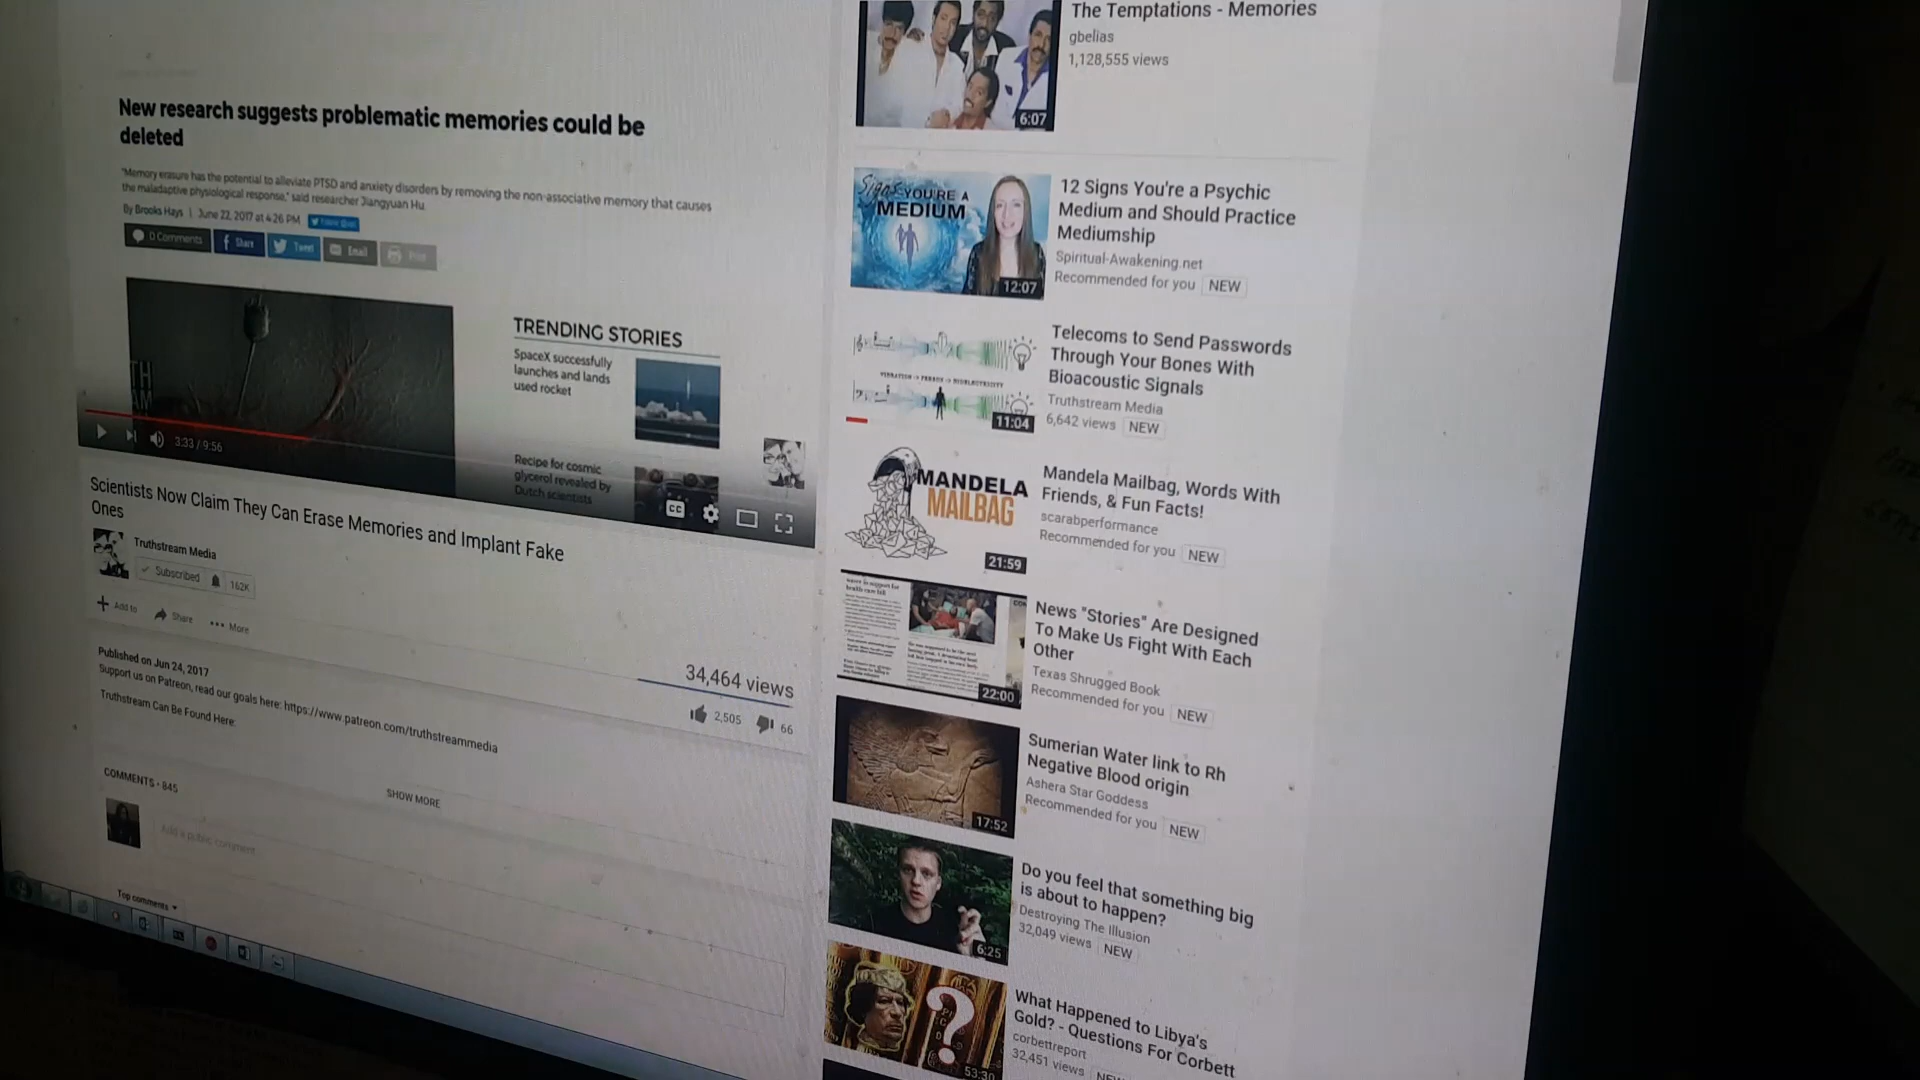 New research suggests problematic memories could be
deleted
"Memory erasure has the potential to alleviate PTSD and anxiety disorders by removing the non-associative memory that causes
the maladaptive physiological response," said researcher Jiangyuan Hu.
By Brooks Hays | June 22, 2017 at 4:26 PM
0 Comments
Share
Tweet
Email
Print
TRENDING STORIES
SpaceX successfully
launches and lands
used rocket
Recipe for cosmic
glycerol revealed by
Dutch scientists
TH
AM
3:33 / 9:56
CC
Scientists Now Claim They Can Erase Memories and Implant Fake
Ones
Truthstream Media
Subscribed
162K
Add to
Share
More
34,464 views
2,505
66
Published on Jun 24, 2017
Support us on Patreon, read our goals here: https://www.patreon.com/truthstreammedia
Truthstream Can Be Found Here:
SHOW MORE
COMMENTS • 845
Add a public comment
Top comments
The Temptations - Memories
gbelias
1,128,555 views
6:07
Signs YOU'RE A
MEDIUM
12:07
12 Signs You're a Psychic
Medium and Should Practice
Mediumship
Spiritual-Awakening.net
Recommended for you NEW
11:04
Telecoms to Send Passwords
Through Your Bones With
Bioacoustic Signals
Truthstream Media
6,642 views NEW
MANDELA
MAILBAG
21:59
Mandela Mailbag, Words With
Friends, & Fun Facts!
scarabperformance
Recommended for you NEW
22:00
News "Stories" Are Designed
To Make Us Fight With Each
Other
Texas Shrugged Book
Recommended for you NEW
17:52
Sumerian Water link to Rh
Negative Blood origin
Ashera Star Goddess
Recommended for you NEW
6:25
Do you feel that something big
is about to happen?
Destroying The Illusion
32,049 views NEW
?
53:30
What Happened to Libya's
Gold? - Questions For Corbett
corbettreport
32,451 views NEW